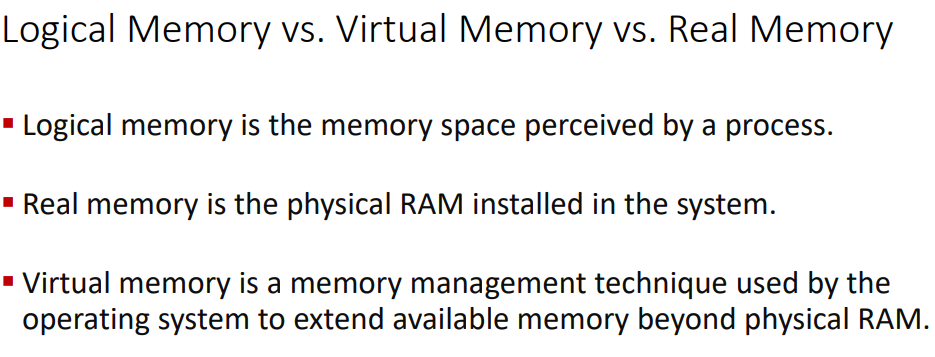 Logical Memory vs. Virtual Memory vs. Real Memory
▪ Logical memory is the memory space perceived by a process.
▪ Real memory is the physical RAM installed in the system.
▪ Virtual memory is a memory management technique used by the
operating system to extend available memory beyond physical RAM.